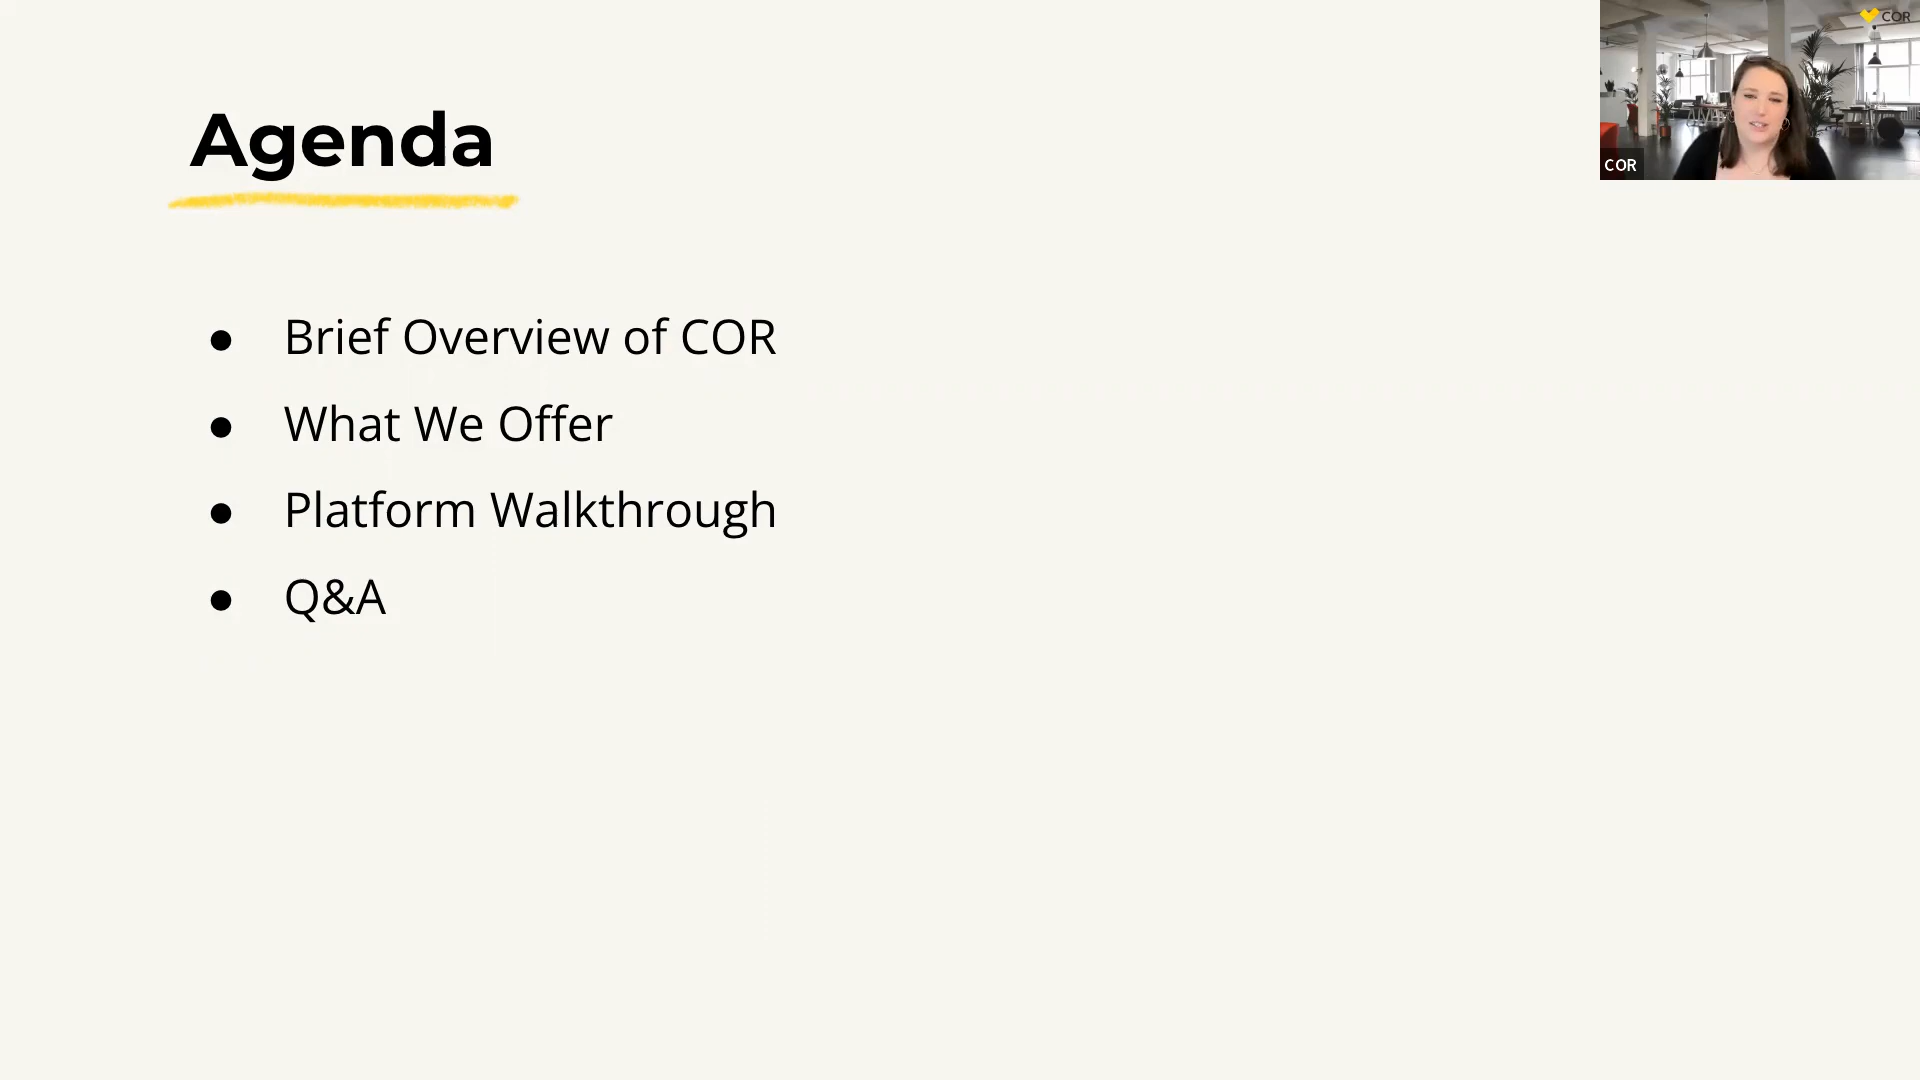 COR
Agenda
COR
● Brief Overview of COR
● What We Offer
● Platform Walkthrough
● Q&A